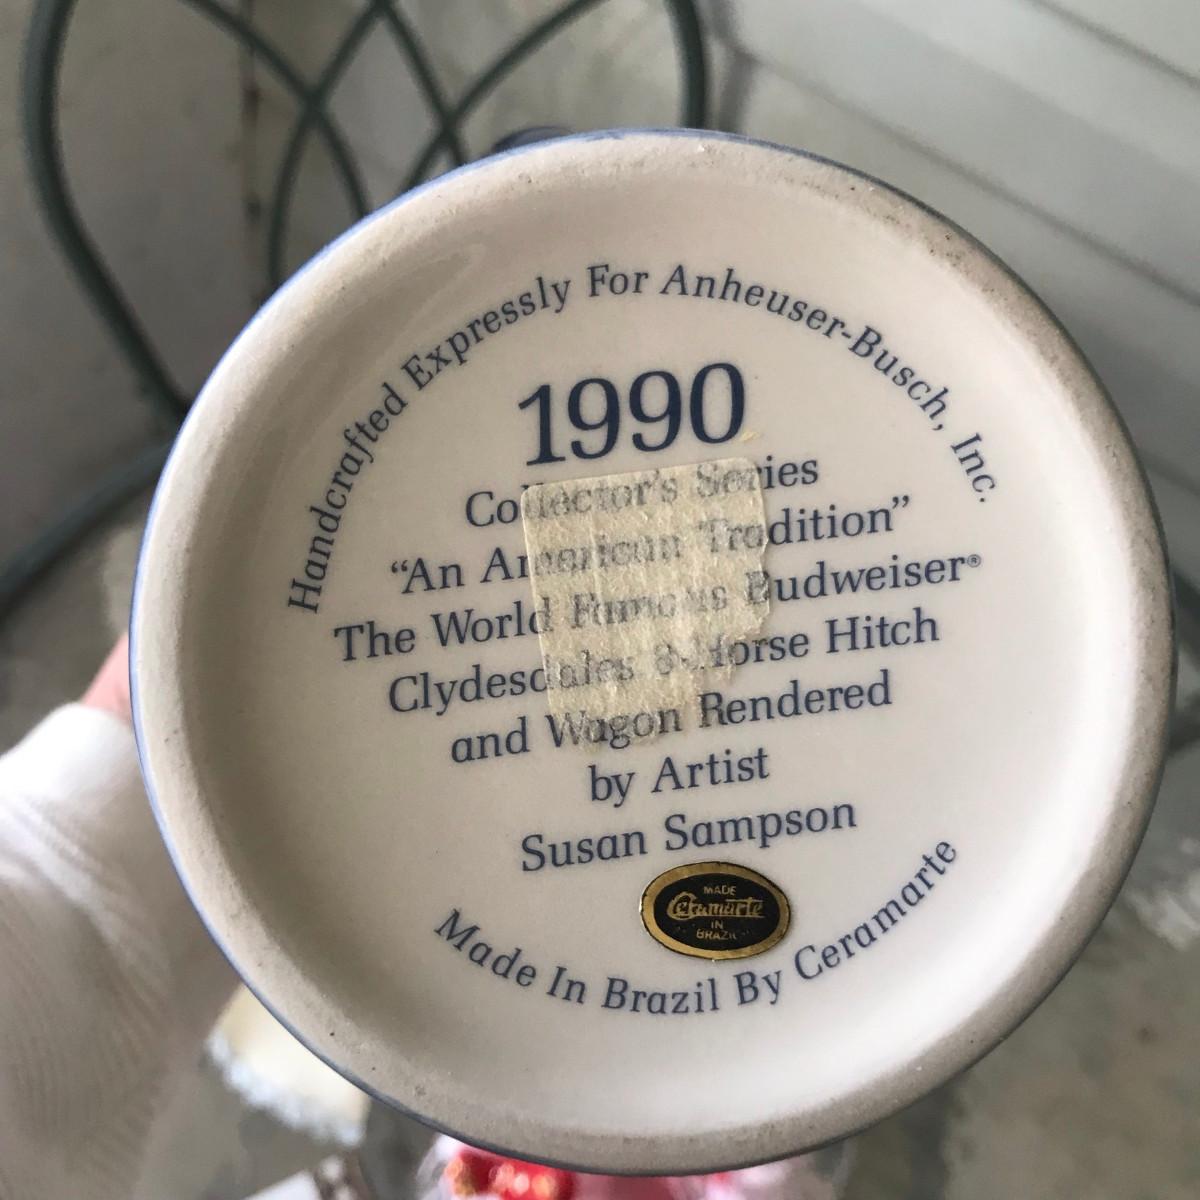 Handcrafted Expressly For Anheuser-Busch, Inc.
1990
Collector's Series
“An American Tradition”
The World Famous Budweiser®
Clydesdales 8-Horse Hitch
and Wagon Rendered
by Artist
Susan Sampson
MADE
Ceramarte
IN
BRAZIL
Made In Brazil By Ceramarte